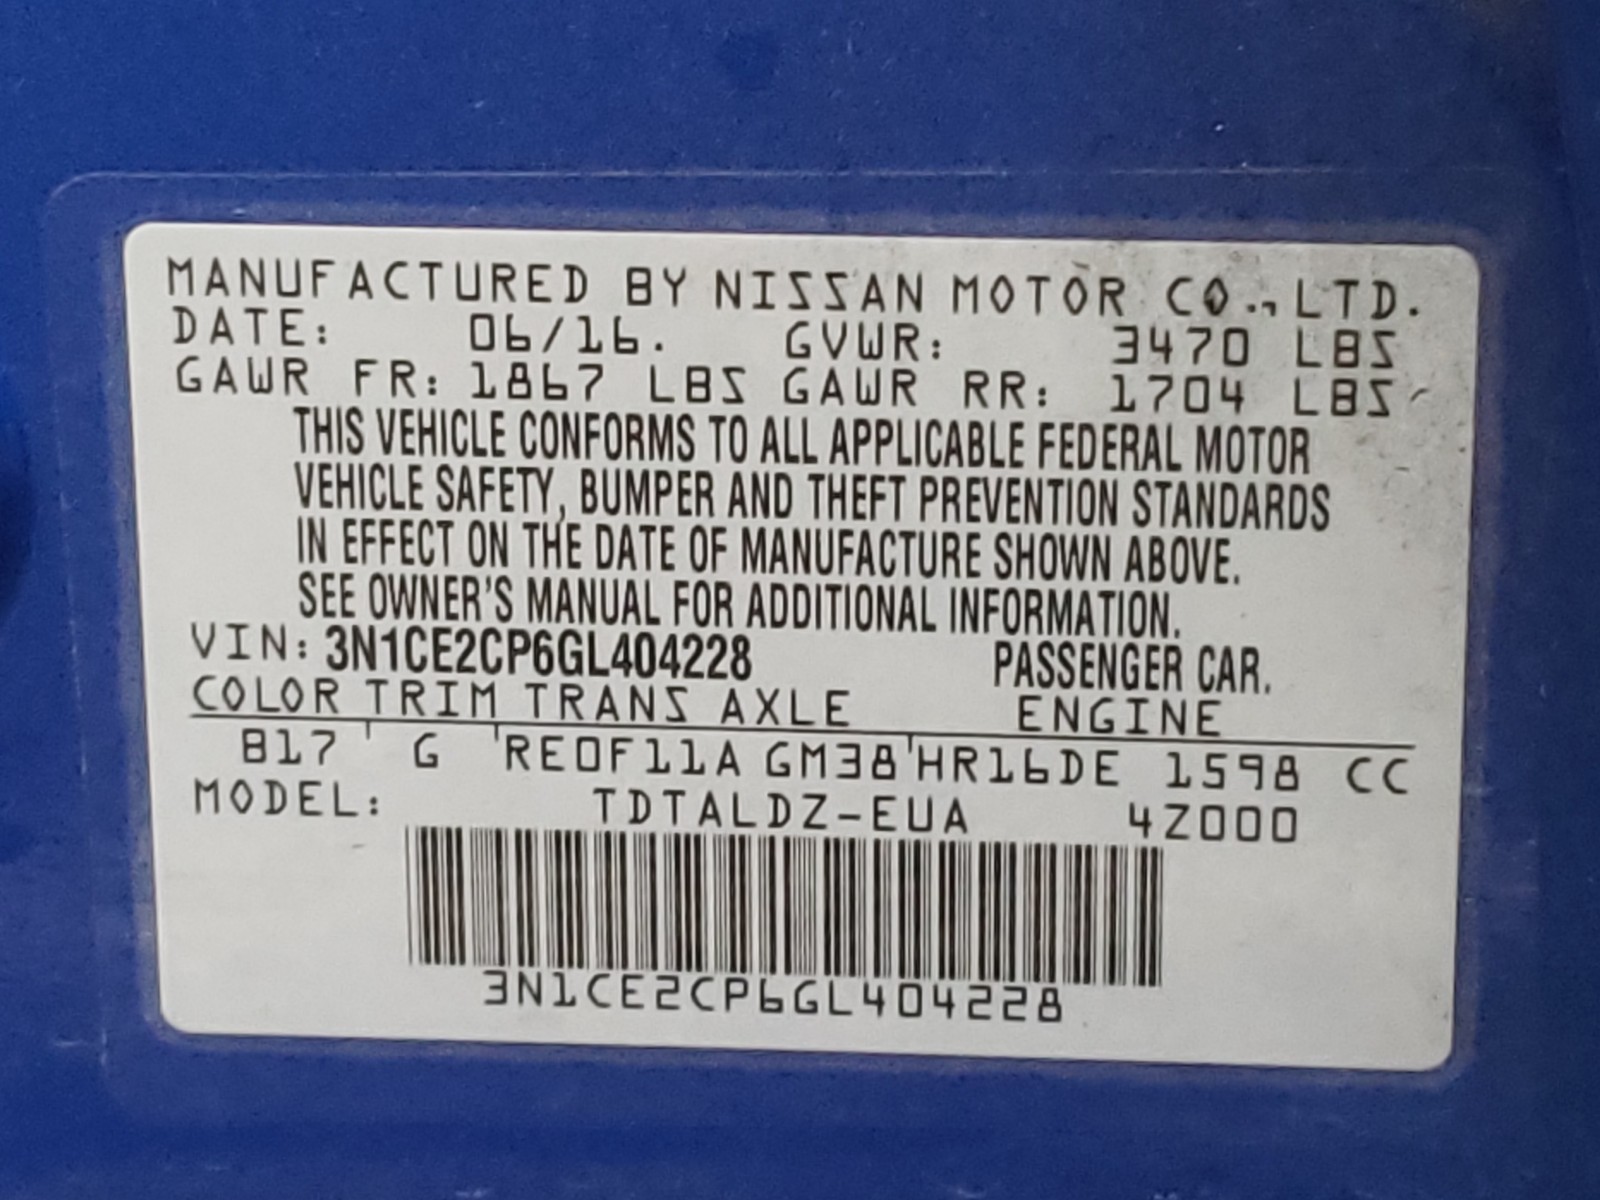 MANUFACTURED BY NISSAN MOTOR CO., LTD.
DATE: 06/16. GVWR: 3470 LBS
GAWR FR: 1867 LBS GAWR RR: 1704 LBS
THIS VEHICLE CONFORMS TO ALL APPLICABLE FEDERAL MOTOR
VEHICLE SAFETY, BUMPER AND THEFT PREVENTION STANDARDS
IN EFFECT ON THE DATE OF MANUFACTURE SHOWN ABOVE.
SEE OWNER'S MANUAL FOR ADDITIONAL INFORMATION.
VIN: 3N1CE2CP6GL404228 PASSENGER CAR.
COLOR TRIM TRANS AXLE ENGINE
B17 G RE0F11A GM38 HR16DE 1598 CC
MODEL: TDTALDZ-EUA 4Z000
3N1CE2CP6GL404228